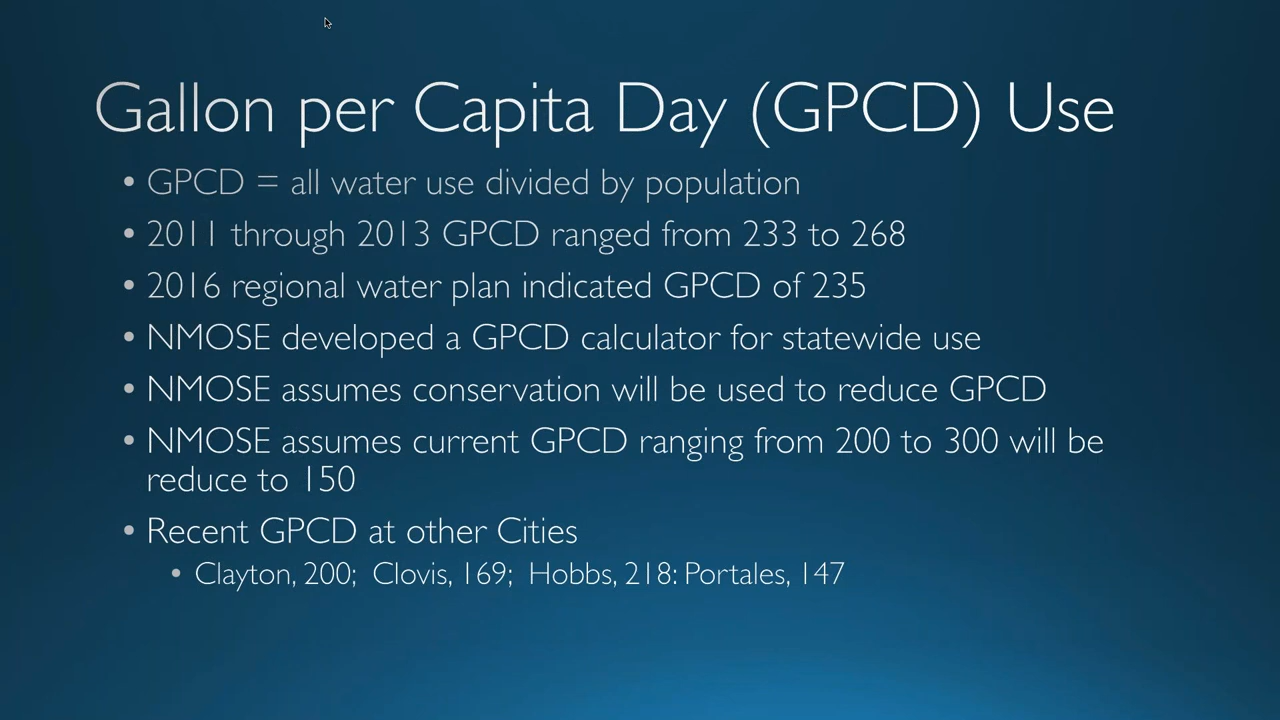 Gallon per Capita Day (GPCD) Use
• GPCD = all water use divided by population
• 2011 through 2013 GPCD ranged from 233 to 268
• 2016 regional water plan indicated GPCD of 235
• NMOSE developed a GPCD calculator for statewide use
• NMOSE assumes conservation will be used to reduce GPCD
• NMOSE assumes current GPCD ranging from 200 to 300 will be
reduce to 150
• Recent GPCD at other Cities
• Clayton, 200; Clovis, 169; Hobbs, 218: Portales, 147